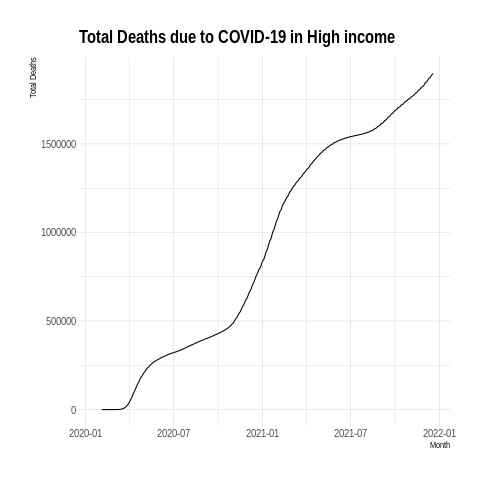 Total Deaths due to COVID-19 in High income
Total Deaths
1500000
1000000
500000
0
2020-01 2020-07 2021-01 2021-07 2022-01
Month